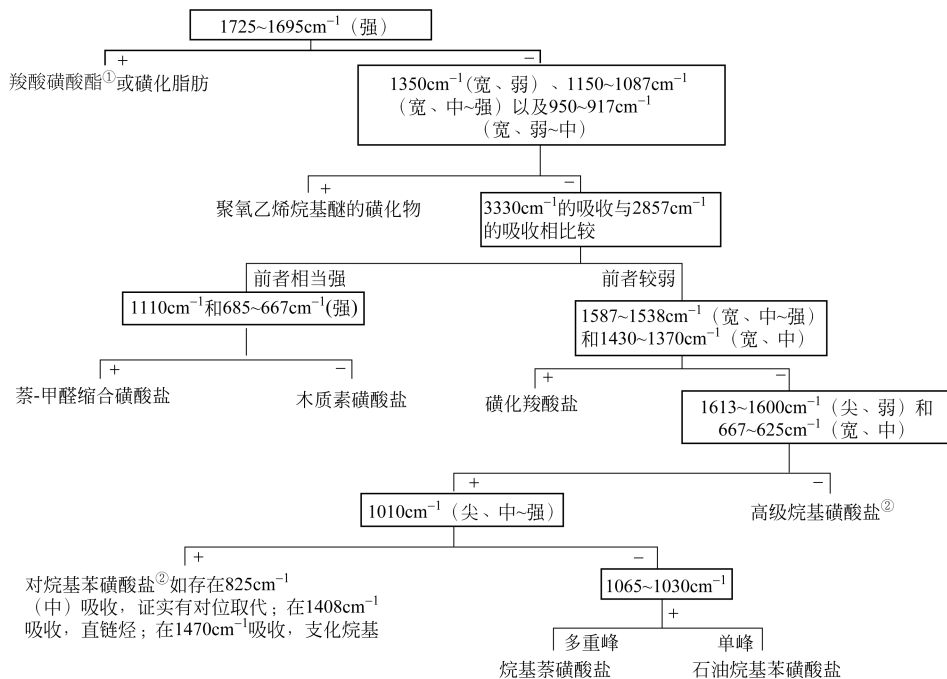 1725~1695cm⁻¹（强）
+
−
羧酸磺酸酯①或磺化脂肪
1350cm⁻¹(宽、弱）、1150~1087cm⁻¹
（宽、中~强）以及950~917cm⁻¹
（宽、弱~中）
+
−
聚氧乙烯烷基醚的磺化物
3330cm⁻¹的吸收与2857cm⁻¹
的吸收相比较
前者相当强
前者较弱
1110cm⁻¹和685~667cm⁻¹(强)
1587~1538cm⁻¹（宽、中~强）
和1430~1370cm⁻¹（宽、中）
+
−
萘-甲醛缩合磺酸盐
木质素磺酸盐
+
−
磺化羧酸盐
1613~1600cm⁻¹（尖、弱）和
667~625cm⁻¹（宽、中）
+
−
1010cm⁻¹（尖、中~强）
高级烷基磺酸盐②
+
−
对烷基苯磺酸盐②如存在825cm⁻¹
（中）吸收，证实有对位取代；在1408cm⁻¹
吸收，直链烃；在1470cm⁻¹吸收，支化烷基
1065~1030cm⁻¹
+
多重峰
单峰
烷基萘磺酸盐
石油烷基苯磺酸盐